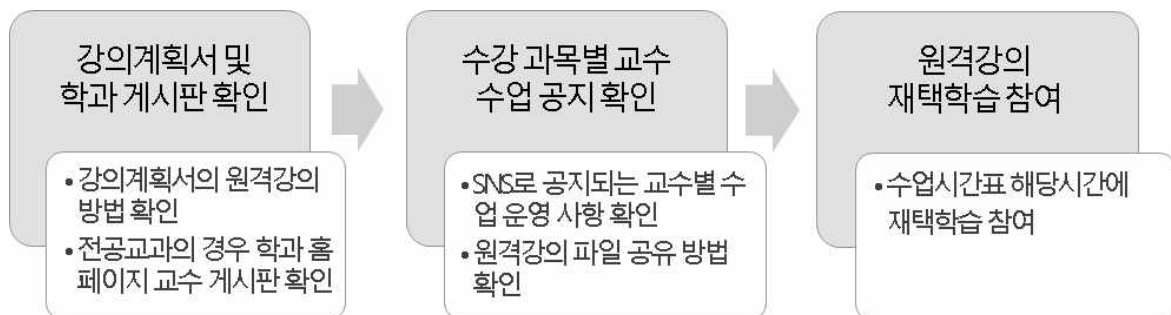 강의계획서 및
학과 게시판 확인
• 강의계획서의 원격강의
방법 확인
• 전공교과의 경우 학과 홈
페이지 교수 게시판 확인
수강 과목별 교수
수업 공지 확인
• SNS로 공지되는 교수별 수
업 운영 사항 확인
• 원격강의 파일 공유 방법
확인
원격강의
재택학습 참여
• 수업시간표 해당시간에
재택학습 참여